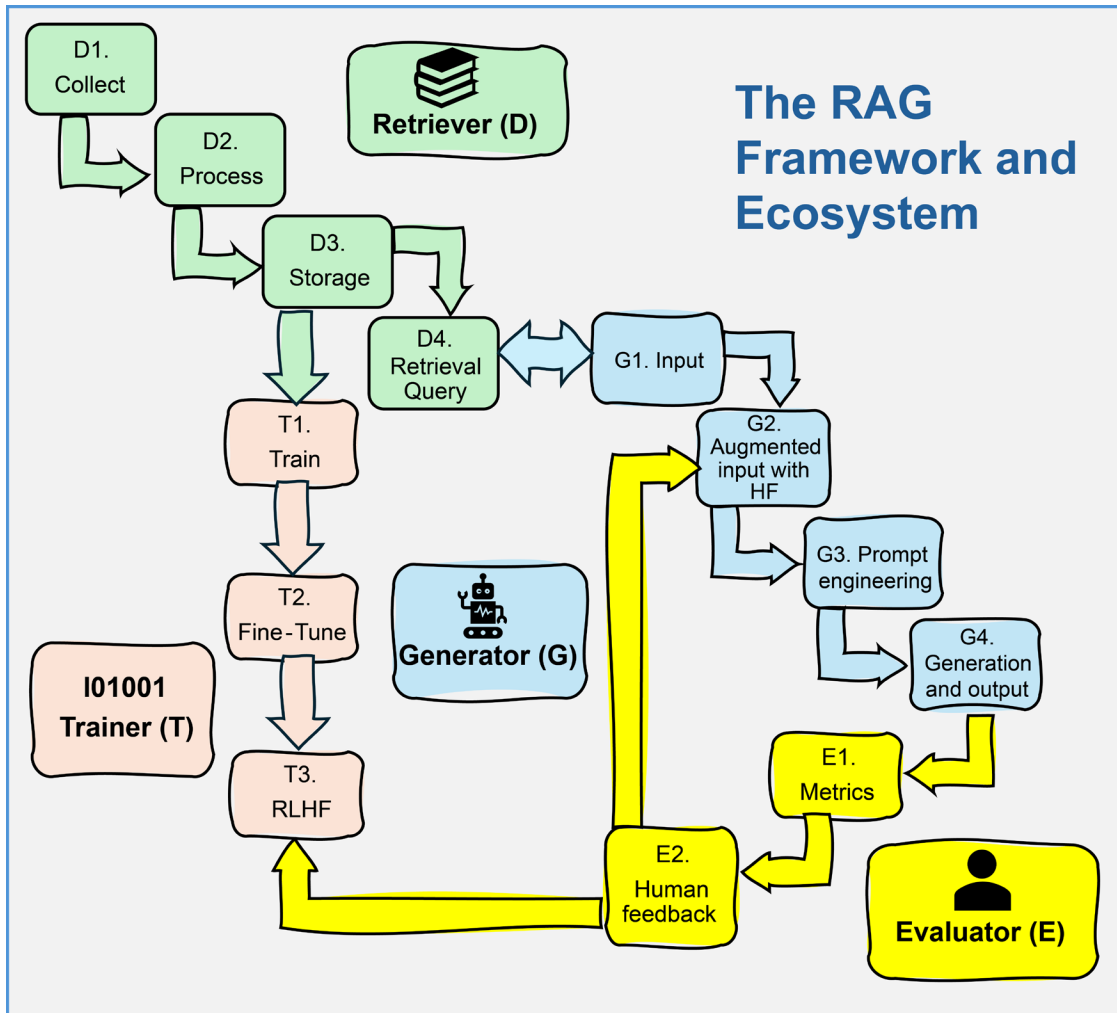 The RAG
Framework and
Ecosystem
D1.
Collect
D2.
Process
D3.
Storage
D4.
Retrieval
Query
Retriever (D)
G1. Input
G2.
Augmented
input with
HF
G3. Prompt
engineering
G4.
Generation
and output
Generator (G)
T1.
Train
T2.
Fine-Tune
T3.
RLHF
I01001
Trainer (T)
E1.
Metrics
E2.
Human
feedback
Evaluator (E)